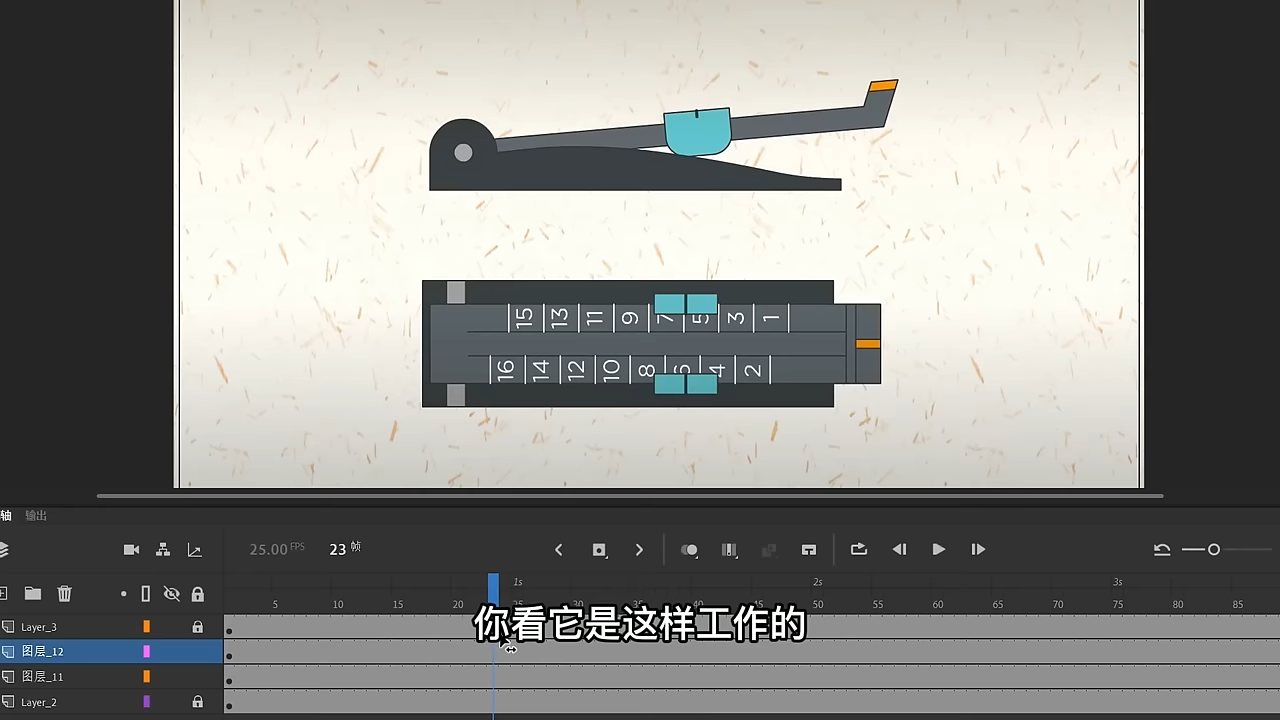 15 13 11 9 7 5 3 1
16 14 12 10 8 6 4 2
轴 输出
25.00 FPS 23 帧
1s 2s 3s
5 10 15 20 25 30 35 40 45 50 55 60 65 70 75 80 85
你看它是这样工作的
Layer_3
图层_12
图层_11
Layer_2